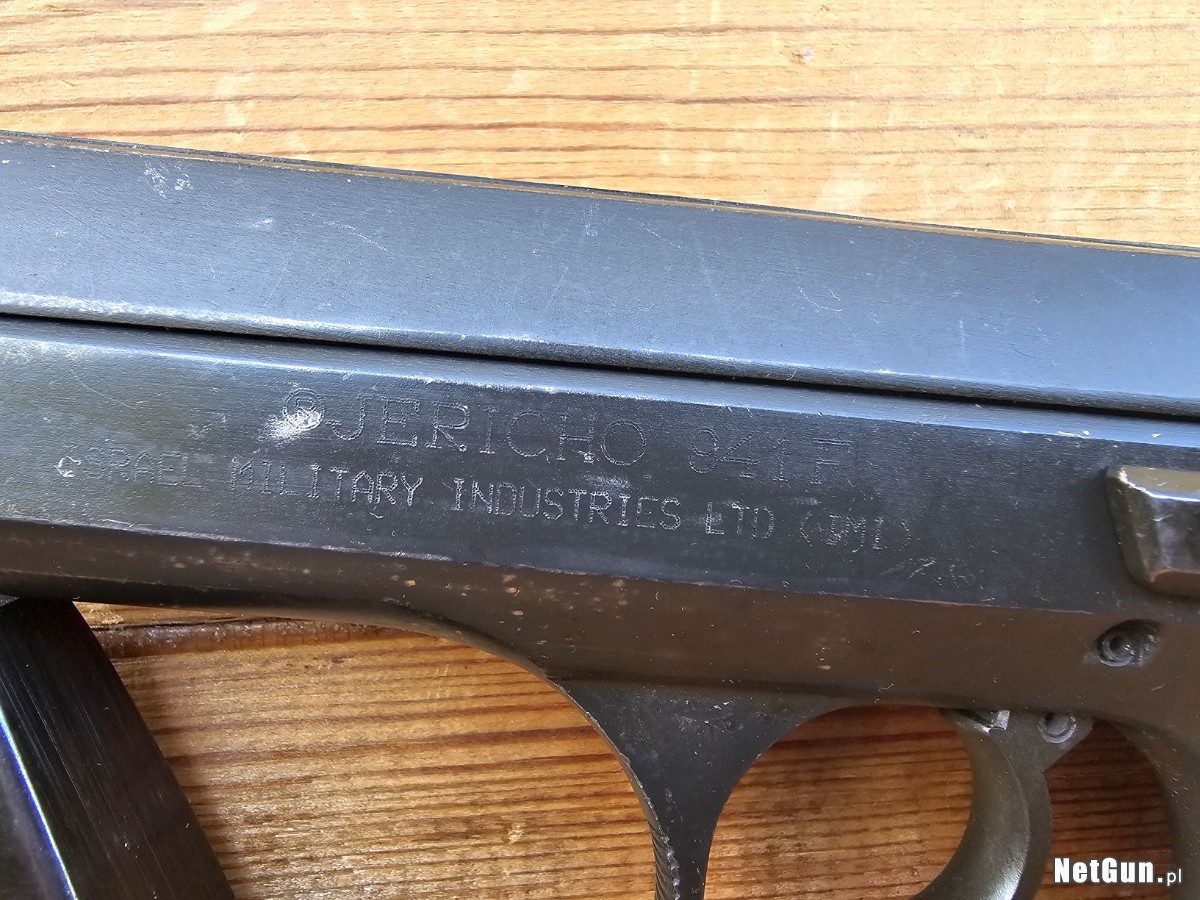 ® JERICHO 941 F
ISRAEL MILITARY INDUSTRIES LTD (IMI)
NetGun.pl